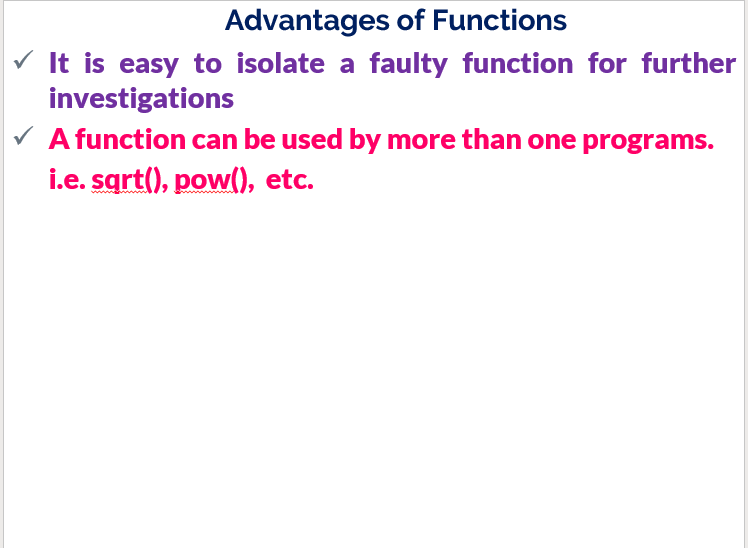 Advantages of Functions
✓ It is easy to isolate a faulty function for further
investigations
✓ A function can be used by more than one programs.
i.e. sqrt(), pow(), etc.